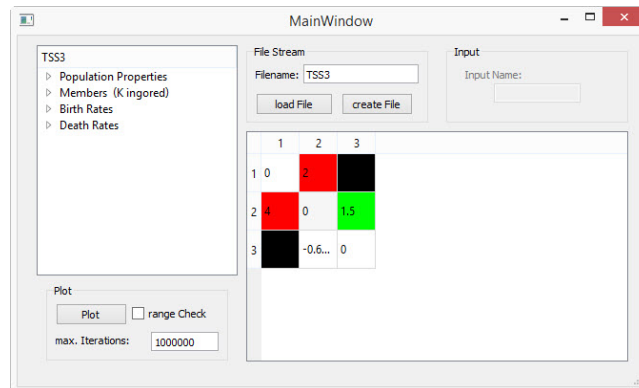 MainWindow
TSS3
Population Properties
Members (K ingored)
Birth Rates
Death Rates
File Stream
Filename: TSS3
load File create File
Input
Input Name:
1 2 3
1 0 2
2 4 0 1.5
3 -0.6... 0
Plot
Plot range Check
max. Iterations: 1000000